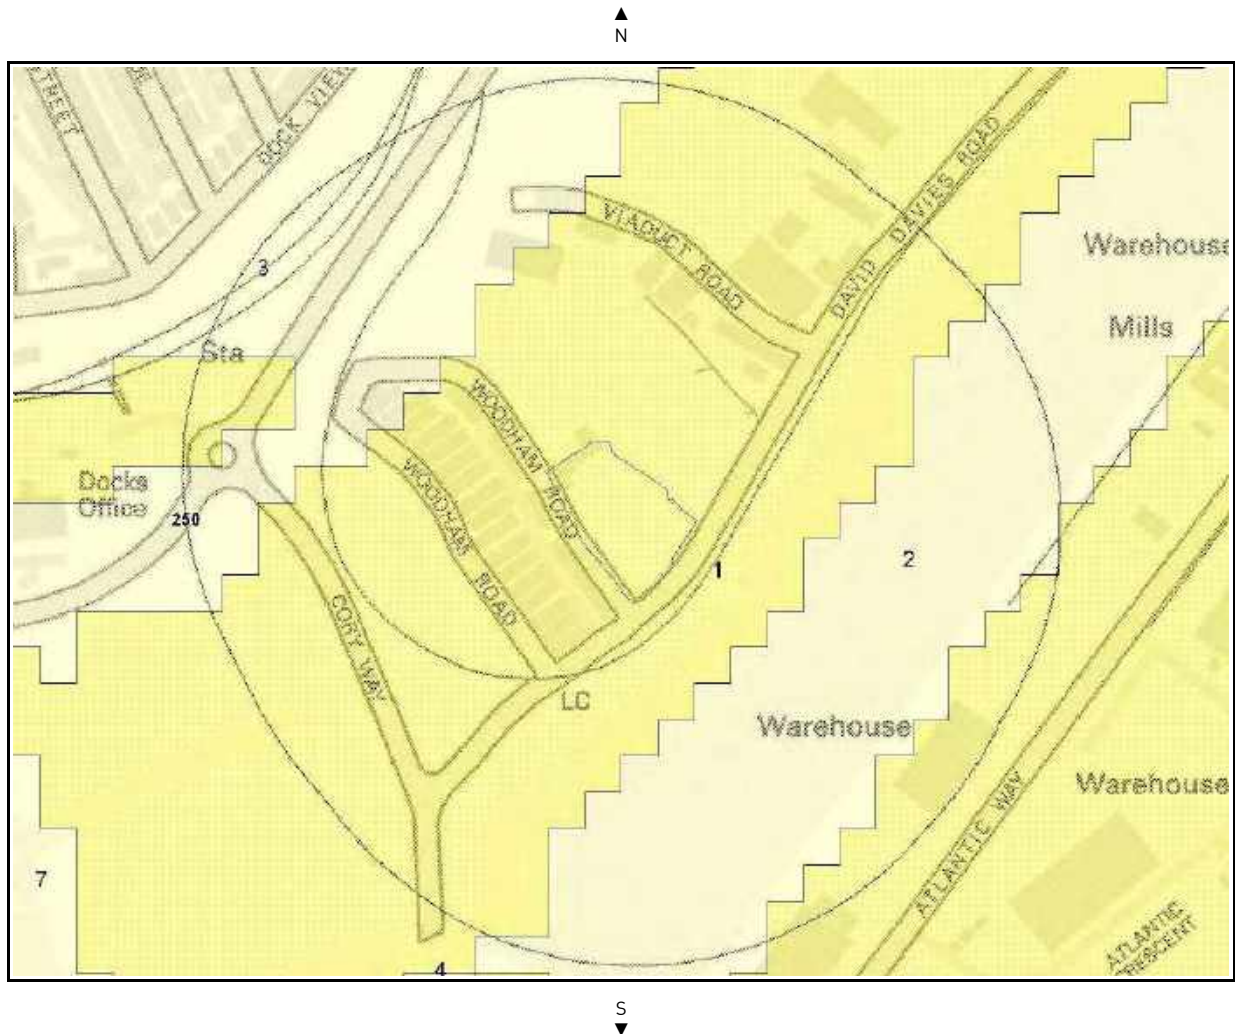 N
STREET
DOCK VIEW
DAVIES ROAD
VIADUCT ROAD
Warehouse
3
DAVID
Mills
Sta
WOODHAM ROAD
WOODHAM ROAD
Docks
Office
250
2
1
CORY WAY
LC
Warehouse
Warehouse
ATLANTIC WAY
7
ATLANTIC
CRESCENT
4
S